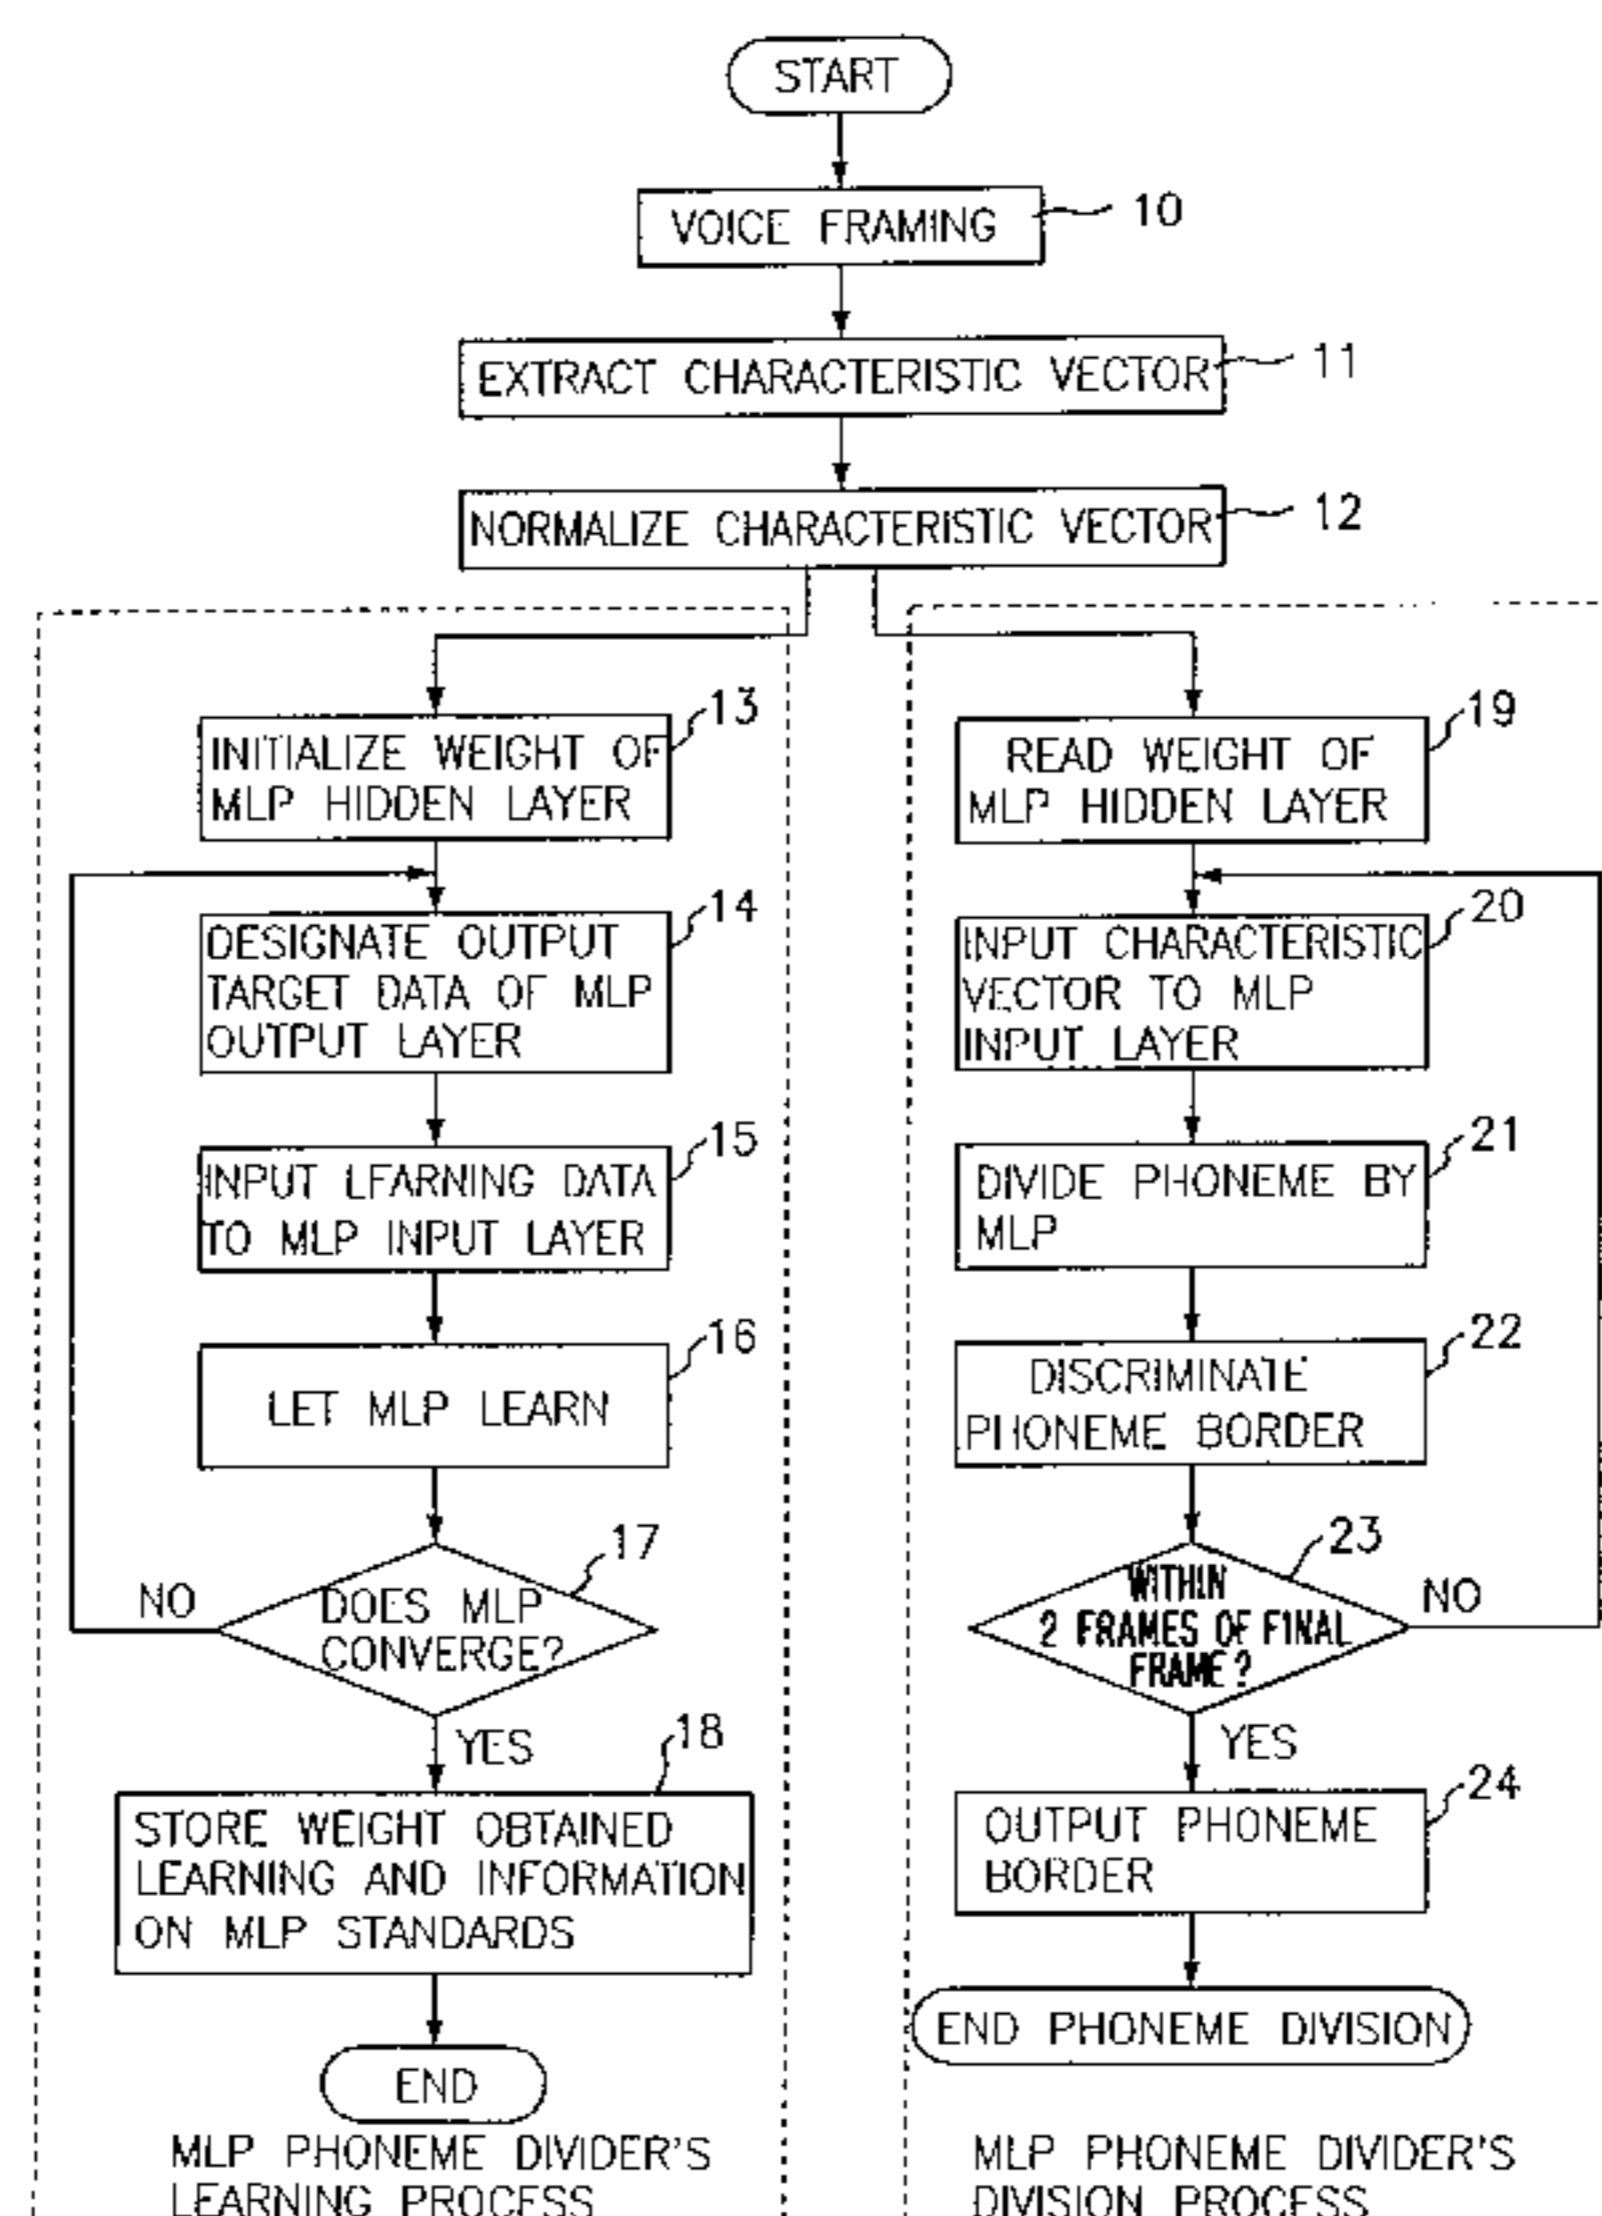 START
VOICE FRAMING
10
EXTRACT CHARACTERISTIC VECTOR
11
NORMALIZE CHARACTERISTIC VECTOR
12
13
INITIALIZE WEIGHT OF
MLP HIDDEN LAYER
14
DESIGNATE OUTPUT
TARGET DATA OF MLP
OUTPUT LAYER
15
INPUT LEARNING DATA
TO MLP INPUT LAYER
16
LET MLP LEARN
17
DOES MLP
CONVERGE?
NO
YES
18
STORE WEIGHT OBTAINED
LEARNING AND INFORMATION
ON MLP STANDARDS
END
MLP PHONEME DIVIDER'S
LEARNING PROCESS
19
READ WEIGHT OF
MLP HIDDEN LAYER
20
INPUT CHARACTERISTIC
VECTOR TO MLP
INPUT LAYER
21
DIVIDE PHONEME BY
MLP
22
DISCRIMINATE
PHONEME BORDER
23
WITHIN
2 FRAMES OF FINAL
FRAME?
NO
YES
24
OUTPUT PHONEME
BORDER
END PHONEME DIVISION
MLP PHONEME DIVIDER'S
DIVISION PROCESS